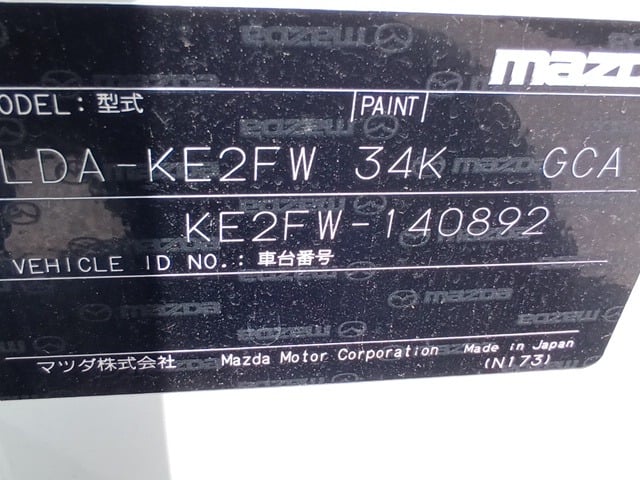 mazda
MODEL:型式 PAINT
LDA-KE2FW 34K GCA
KE2FW-140892
VEHICLE ID NO.:車台番号
マツダ株式会社 Mazda Motor Corporation Made in Japan
(N173)